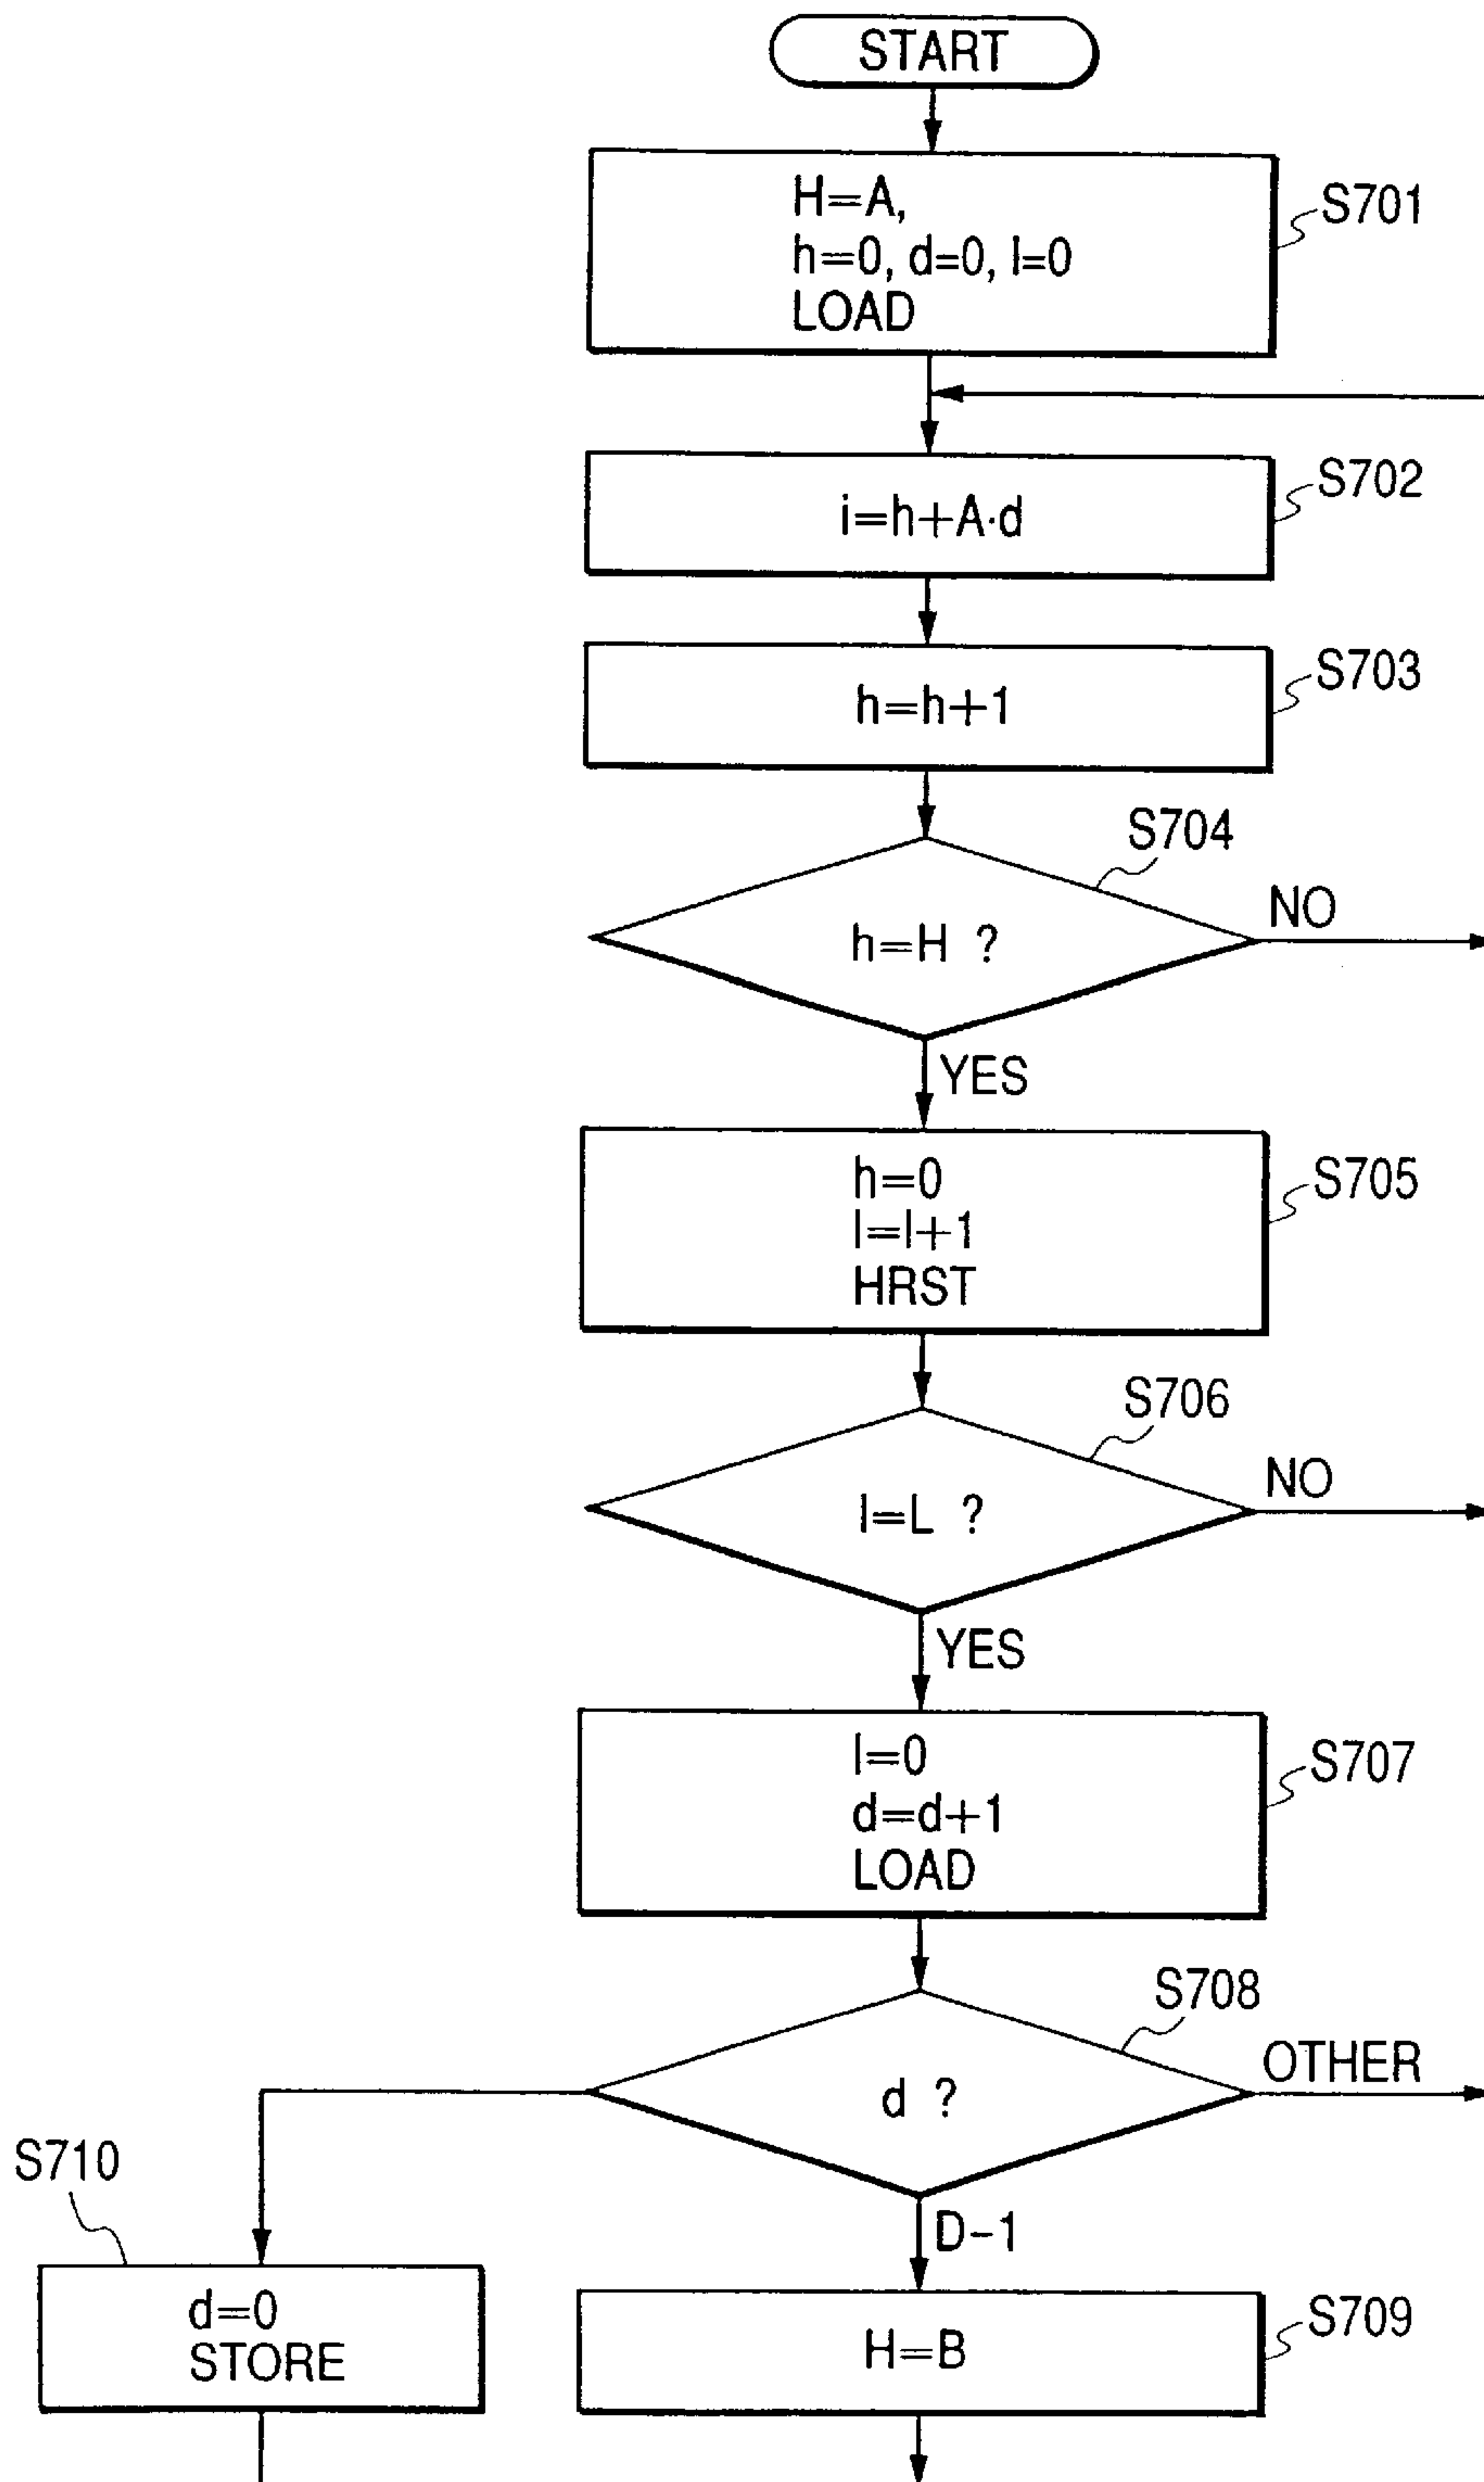 START
H=A,
h=0, d=0, l=0
LOAD
S701
i=h+A·d
S702
h=h+1
S703
S704
h=H ?
NO
YES
h=0
l=l+1
HRST
S705
S706
l=L ?
NO
YES
l=0
d=d+1
LOAD
S707
S708
d ?
OTHER
D-1
S710
d=0
STORE
H=B
S709